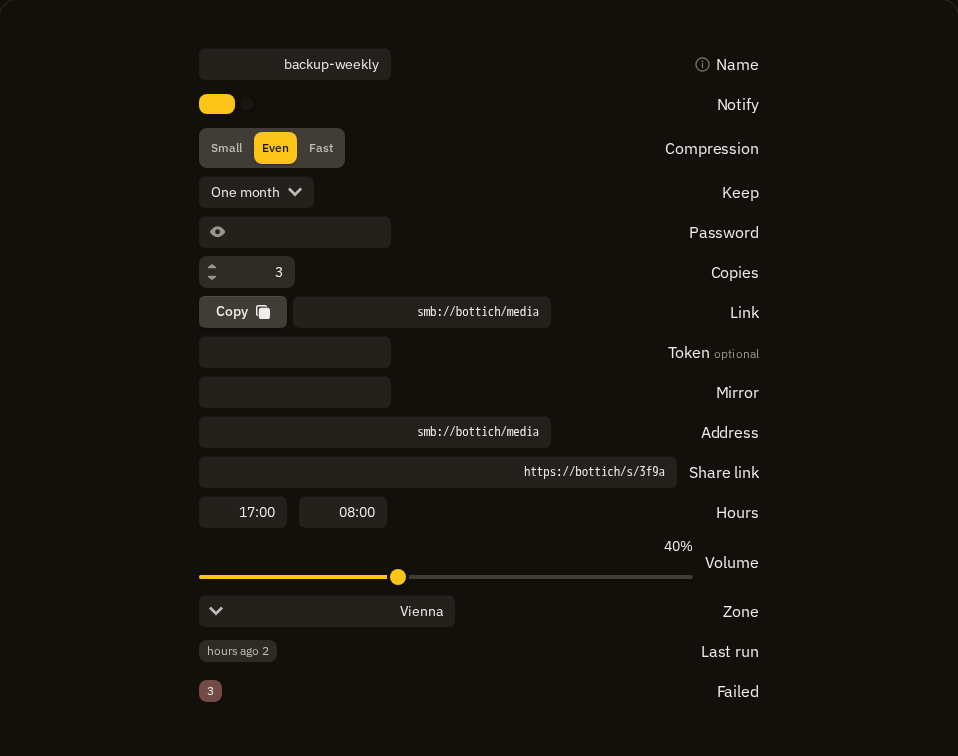 Name
backup-weekly
Notify
Compression
Small Even Fast
Keep
One month
Password
Copies
3
Link
smb://bottich/media
Copy
Token optional
Mirror
Address
smb://bottich/media
Share link
https://bottich/s/3f9a
Hours
17:00
08:00
Volume
40%
Zone
Vienna
Last run
hours ago 2
Failed
3